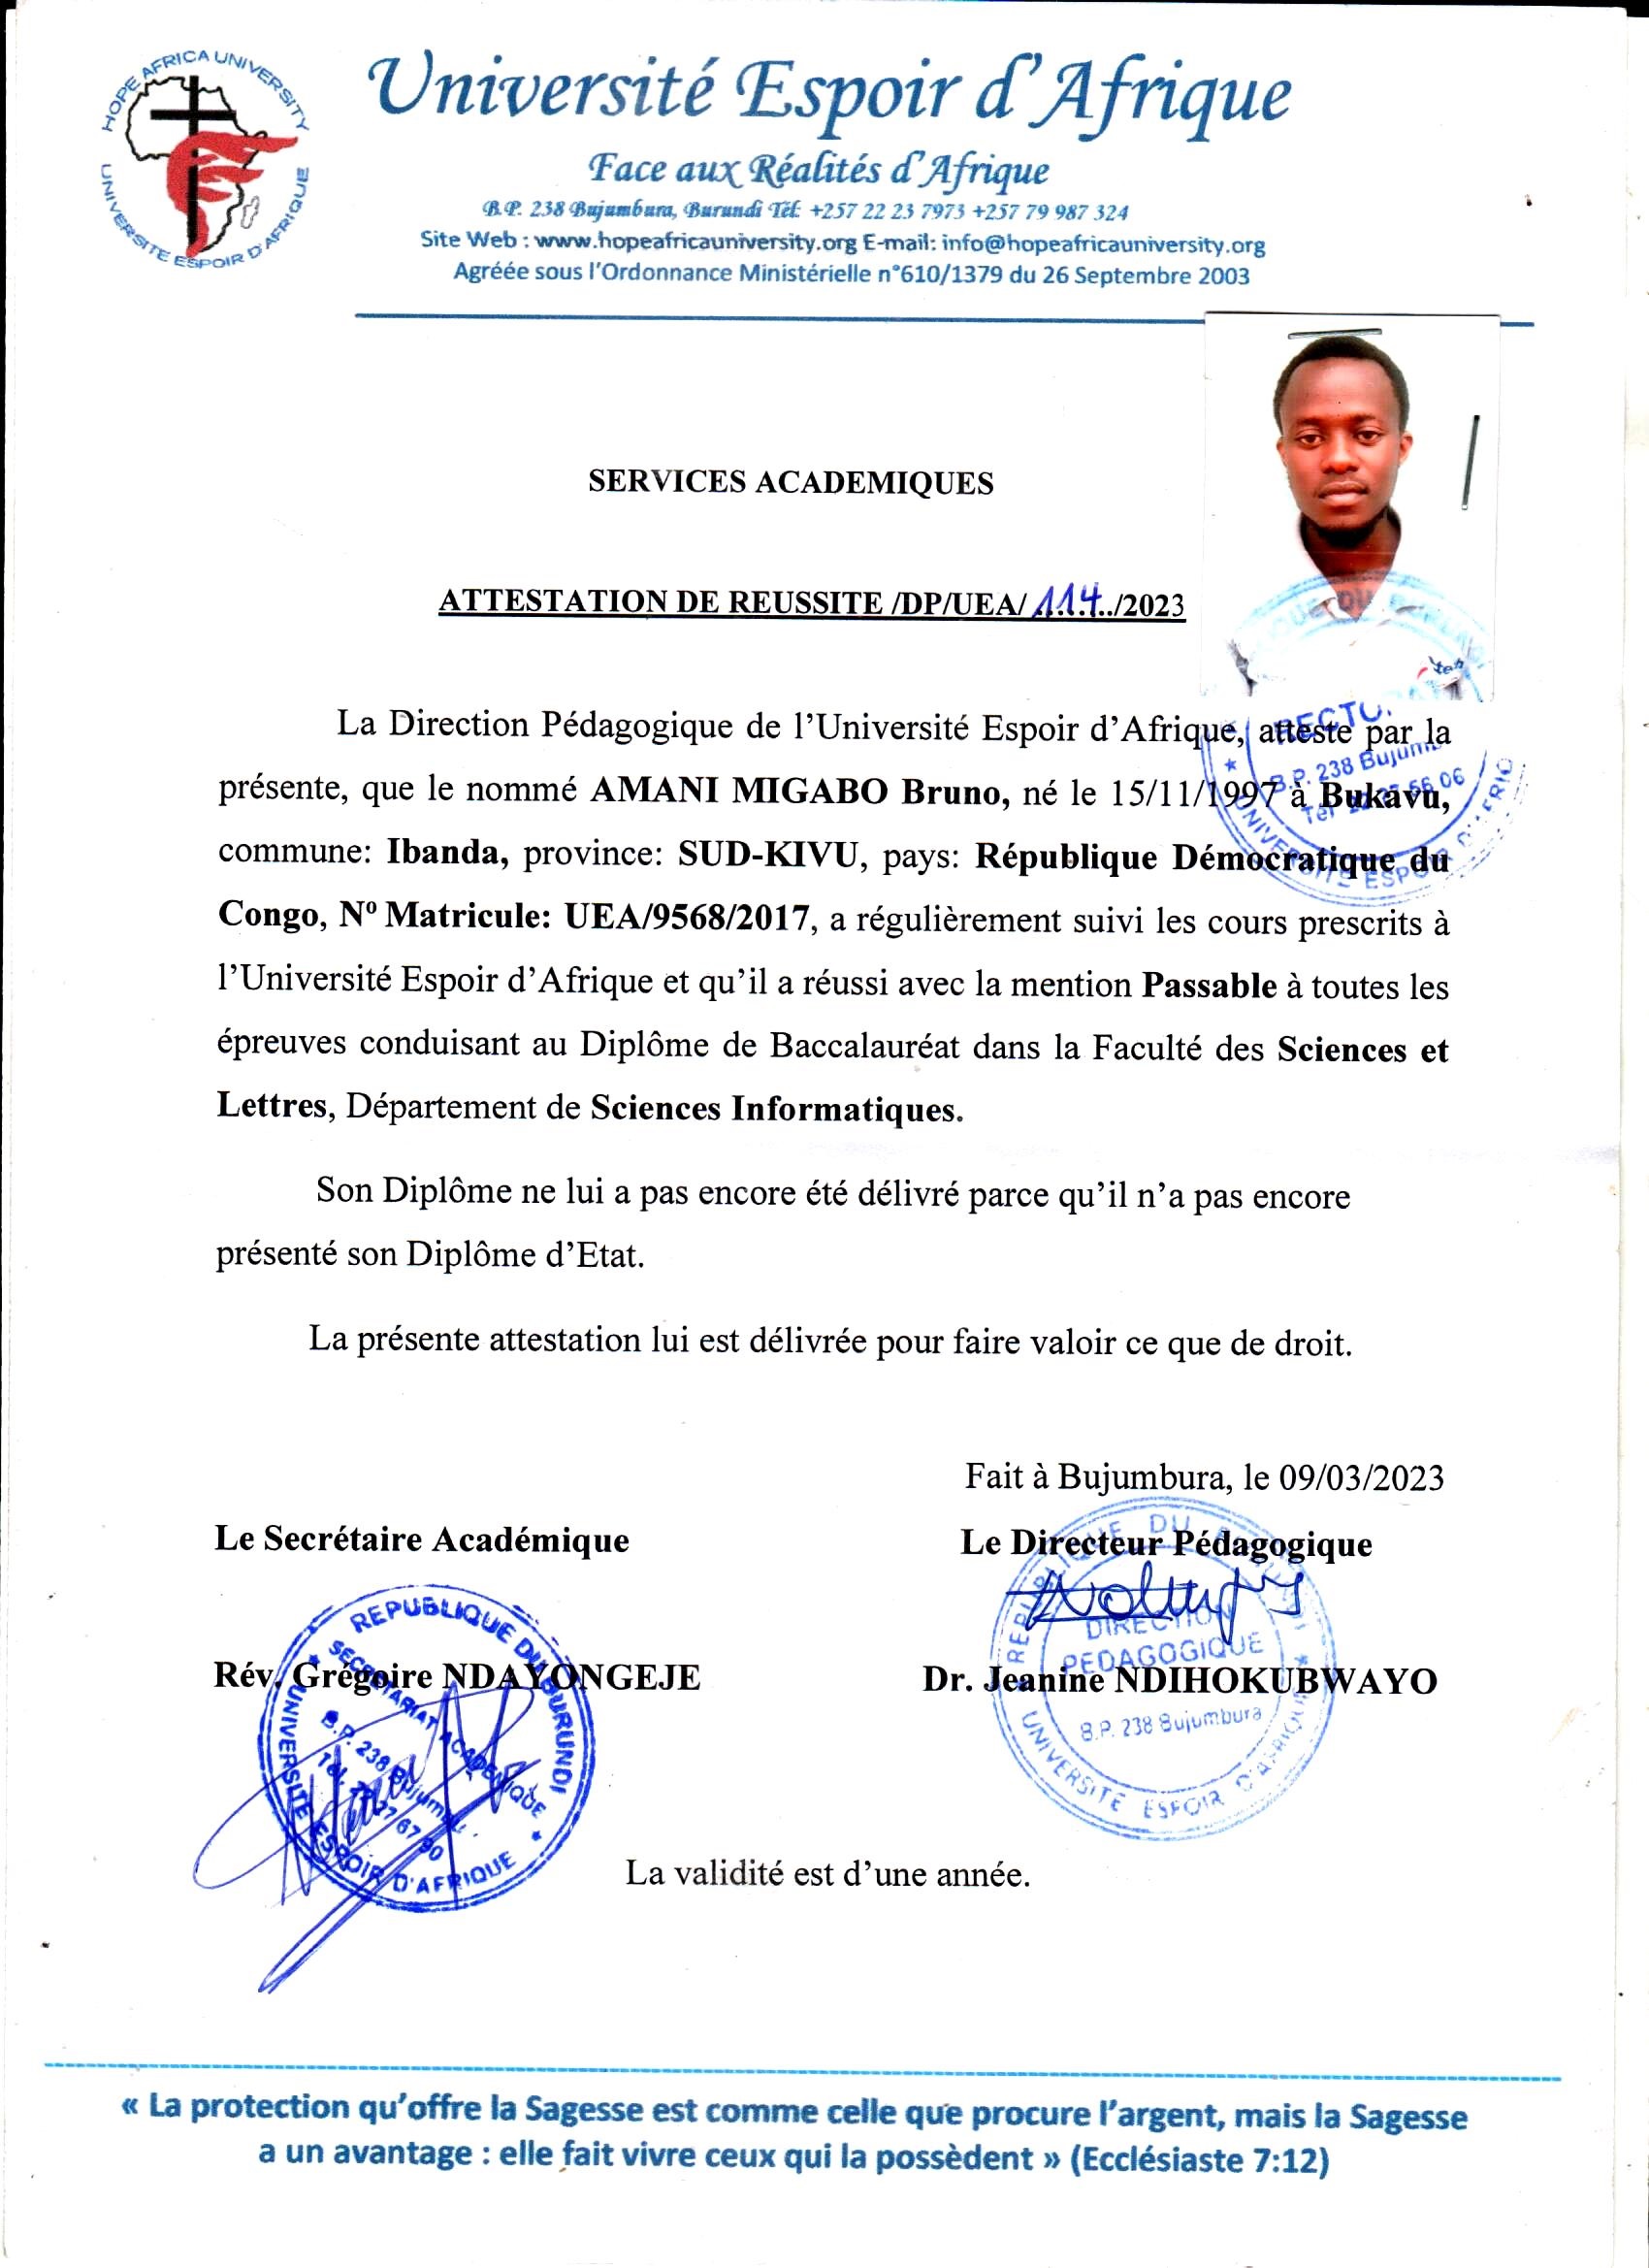 HOPE AFRICA UNIVERSITY
UNIVERSITE ESPOIR D'AFRIQUE
Université Espoir d'Afrique
Face aux Réalités d'Afrique
B.P. 238 Bujumbura, Burundi Tél: +257 22 23 7973 +257 79 987 324
Site Web : www.hopeafricauniversity.org E-mail: info@hopeafricauniversity.org
Agréée sous l'Ordonnance Ministérielle n°610/1379 du 26 Septembre 2003
SERVICES ACADEMIQUES
ATTESTATION DE REUSSITE /DP/UEA/ 114../2023
B.P. 238
UNIVERSITE ESPOIR
La Direction Pédagogique de l'Université Espoir d'Afrique, atteste par la
présente, que le nommé AMANI MIGABO Bruno, né le 15/11/1997 à Bukavu,
commune: Ibanda, province: SUD-KIVU, pays: République Démocratique du
Congo, Nº Matricule: UEA/9568/2017, a régulièrement suivi les cours prescrits à
l'Université Espoir d'Afrique et qu'il a réussi avec la mention Passable à toutes les
épreuves conduisant au Diplôme de Baccalauréat dans la Faculté des Sciences et
Lettres, Département de Sciences Informatiques.
Son Diplôme ne lui a pas encore été délivré parce qu'il n'a pas encore
présenté son Diplôme d'Etat.
La présente attestation lui est délivrée pour faire valoir ce que de droit.
Fait à Bujumbura, le 09/03/2023
Le Secrétaire Académique
Le Directeur Pédagogique
Rév. Grégoire NDAYONGEJE
Dr. Jeanine NDIHOKUBWAYO
REPUBLIQUE DU BURUNDI
SECRETARIAT ACADEMIQUE
B.P. 238
UNIVERSITE ESPOIR D'AFRIQUE
REPUBLIQUE DU BURUNDI
DIRECTION
PEDAGOGIQUE
B.P. 238 Bujumbura
UNIVERSITE ESPOIR D'AFRIQUE
La validité est d'une année.
« La protection qu'offre la Sagesse est comme celle que procure l'argent, mais la Sagesse
a un avantage : elle fait vivre ceux qui la possèdent » (Ecclésiaste 7:12)